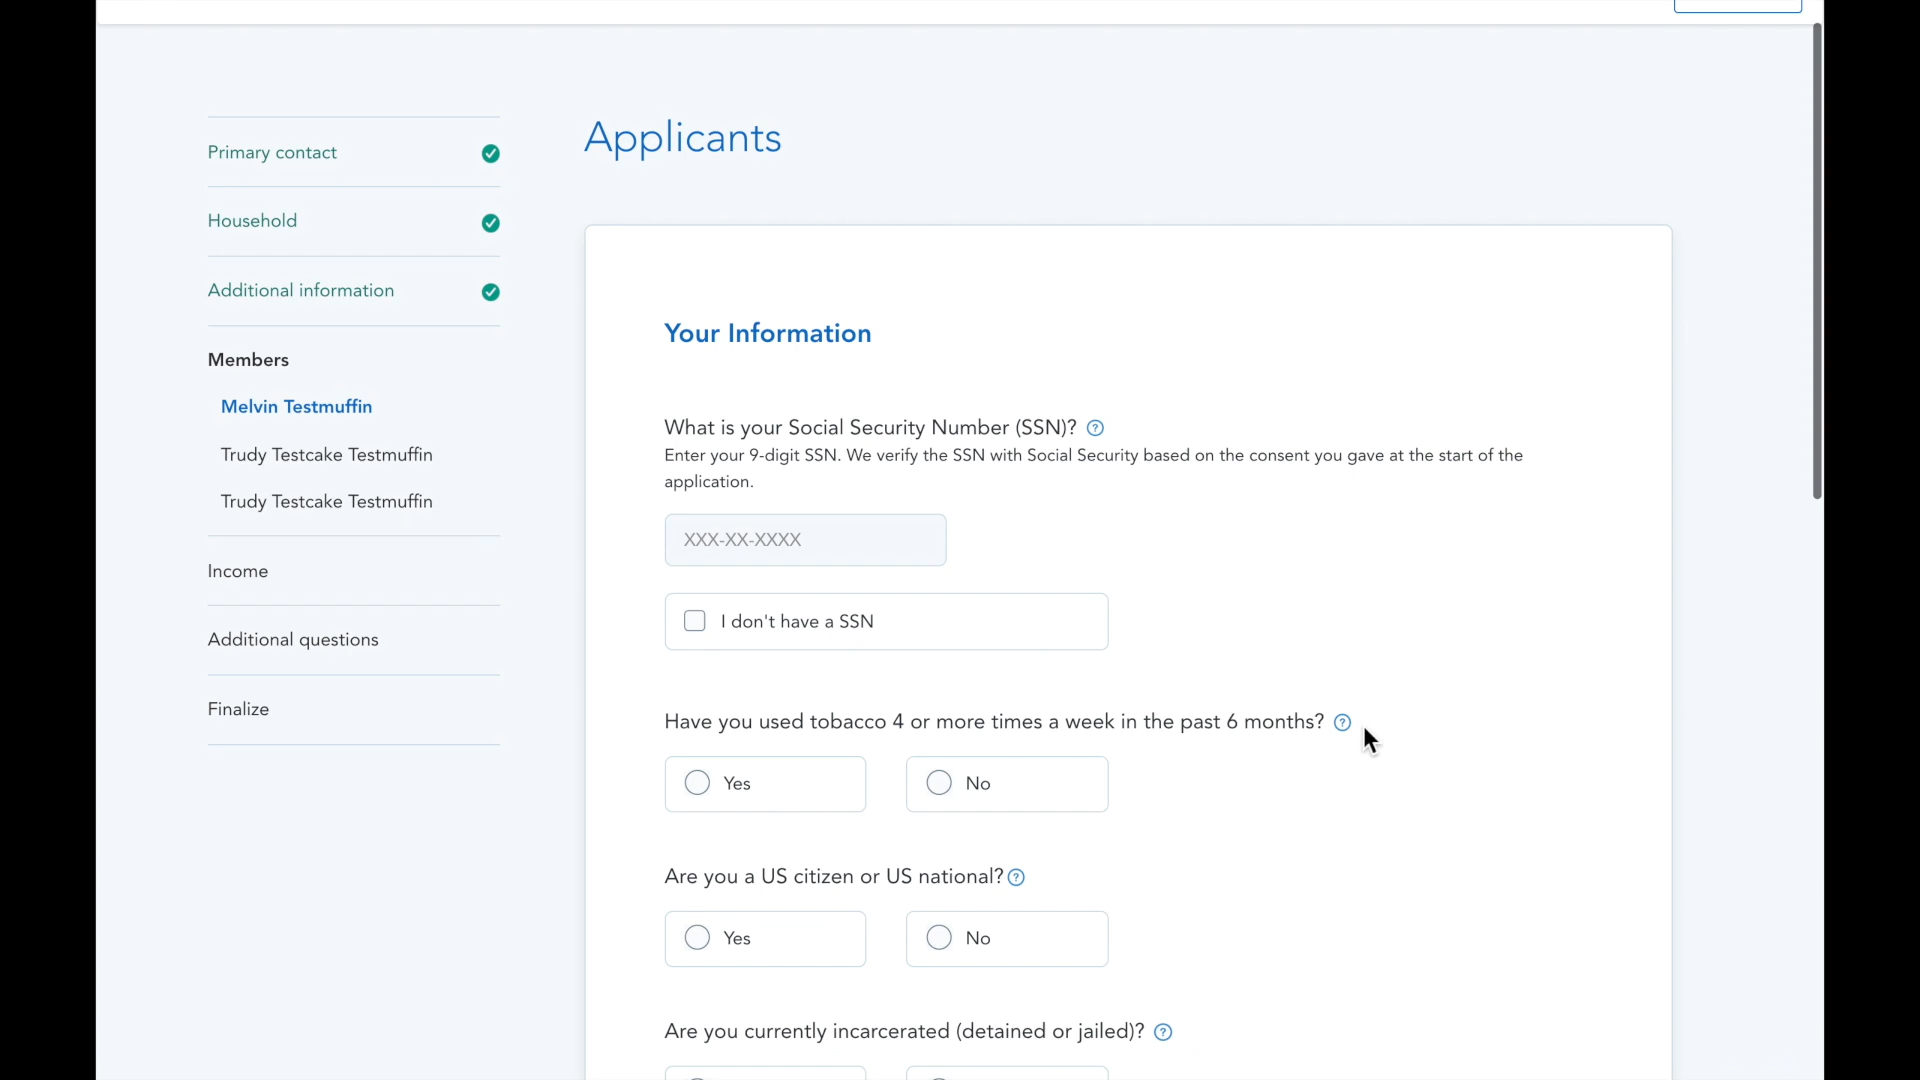 Primary contact
Household
Additional information
Members
Melvin Testmuffin
Trudy Testcake Testmuffin
Trudy Testcake Testmuffin
Income
Additional questions
Finalize
Applicants
Your Information
What is your Social Security Number (SSN)?
Enter your 9-digit SSN. We verify the SSN with Social Security based on the consent you gave at the start of the
application.
XXX-XX-XXXX
I don't have a SSN
Have you used tobacco 4 or more times a week in the past 6 months?
Yes No
Are you a US citizen or US national?
Yes No
Are you currently incarcerated (detained or jailed)?